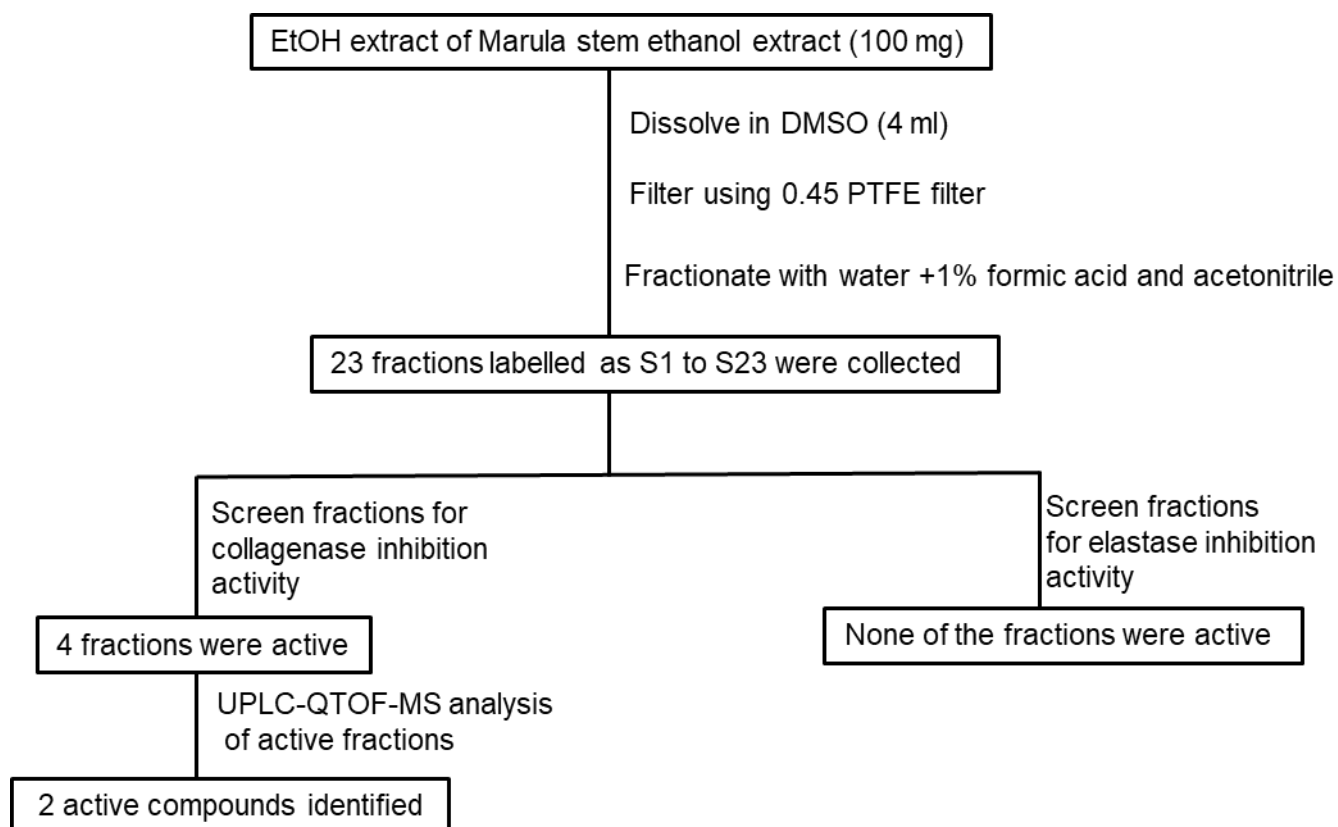 EtOH extract of Marula stem ethanol extract (100 mg)
Dissolve in DMSO (4 ml)
Filter using 0.45 PTFE filter
Fractionate with water +1% formic acid and acetonitrile
23 fractions labelled as S1 to S23 were collected
Screen fractions for
collagenase inhibition
activity
4 fractions were active
UPLC-QTOF-MS analysis
of active fractions
2 active compounds identified
Screen fractions
for elastase inhibition
activity
None of the fractions were active